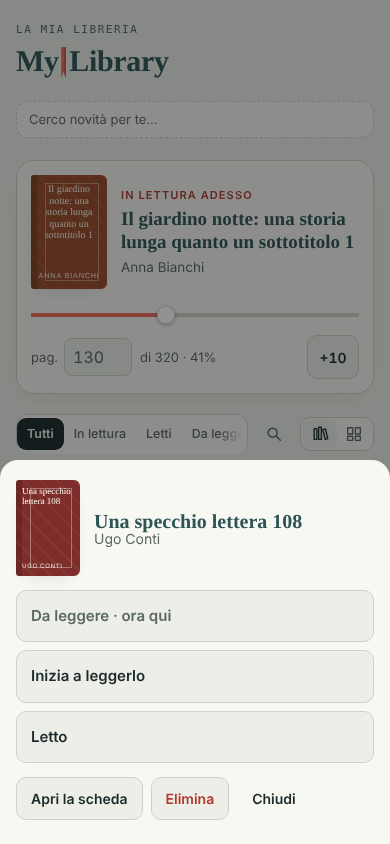 LA MIA LIBRERIA
My Library
Cerco novità per te…
Il giardino
notte: una
storia lunga
quanto un
sottotitolo 1
ANNA BIANCHI
IN LETTURA ADESSO
Il giardino notte: una storia
lunga quanto un sottotitolo 1
Anna Bianchi
pag. 130 di 320 · 41% +10
Tutti In lettura Letti Da legge
Una specchio
lettera 108
UGO CONTI
Una specchio lettera 108
Ugo Conti
Da leggere · ora qui
Inizia a leggerlo
Letto
Apri la scheda Elimina Chiudi